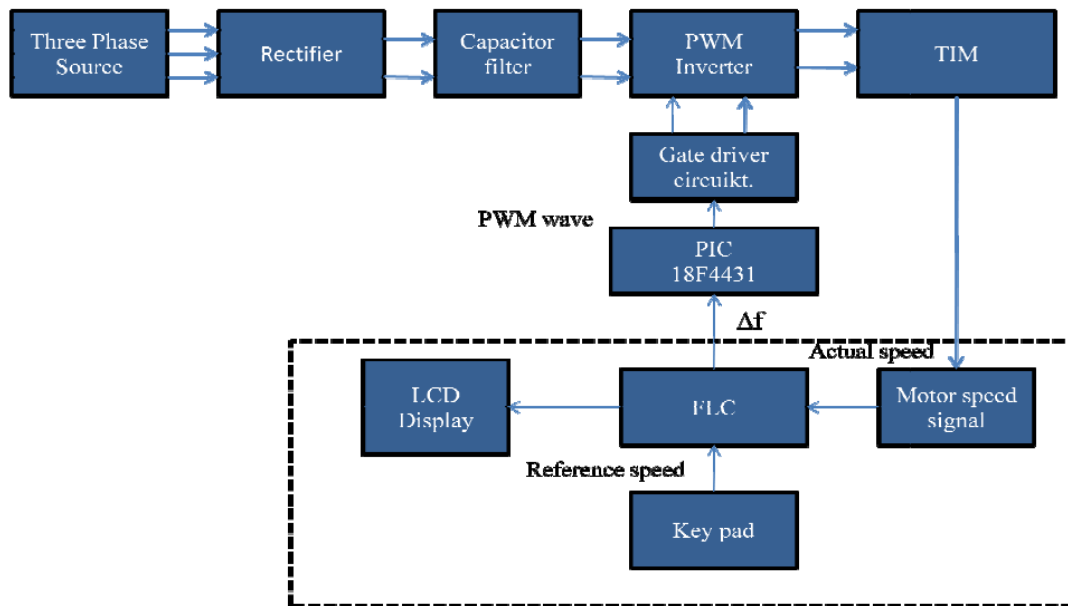 Three Phase
Source
Rectifier
Capacitor
filter
PWM
Inverter
TIM
Gate driver
circuikt.
PWM wave
PIC
18F4431
Δf
Actual speed
LCD
Display
FLC
Motor speed
signal
Reference speed
Key pad